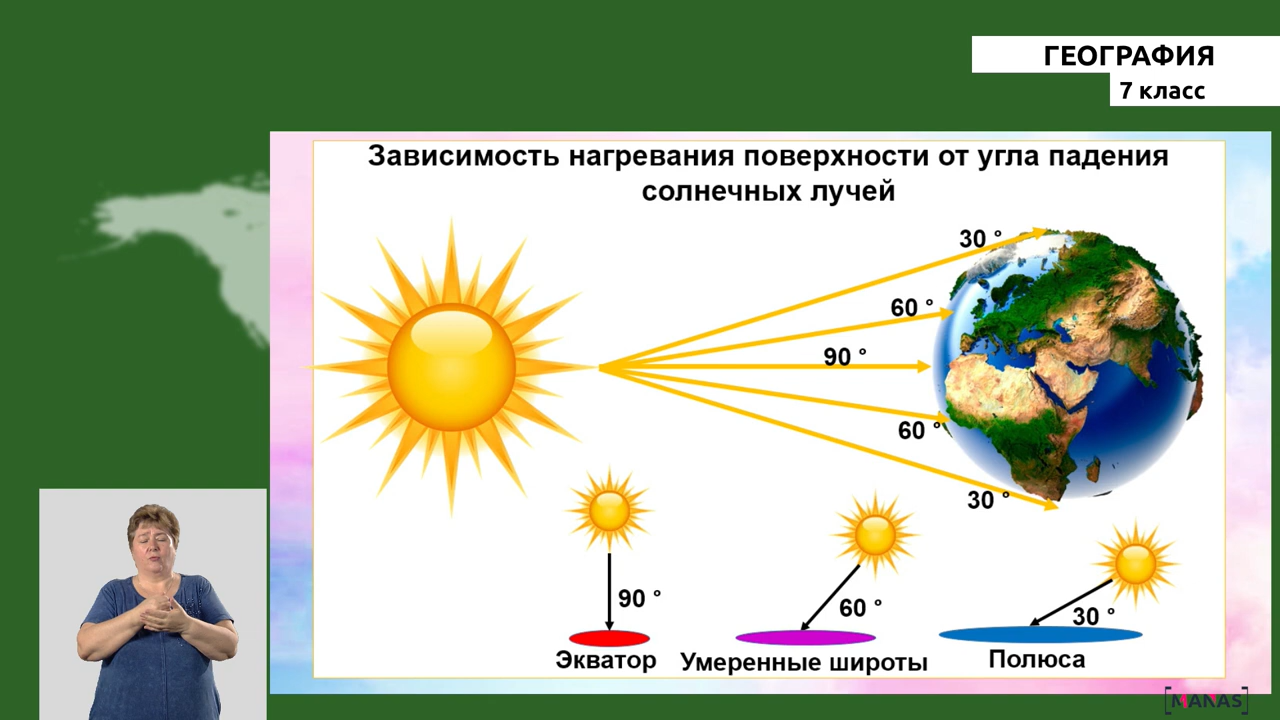 ГЕОГРАФИЯ
7 класс
Зависимость нагревания поверхности от угла падения
солнечных лучей
30 °
60 °
90 °
60 °
30 °
90 °
60 °
30 °
Экватор
Умеренные широты
Полюса
[MANAS]